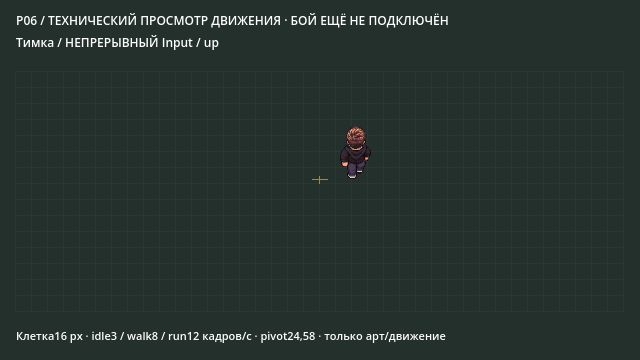 P06 / ТЕХНИЧЕСКИЙ ПРОСМОТР ДВИЖЕНИЯ · БОЙ ЕЩЁ НЕ ПОДКЛЮЧЁН
Тимка / НЕПРЕРЫВНЫЙ Input / up
Клетка16 px · idle3 / walk8 / run12 кадров/с · pivot24,58 · только арт/движение